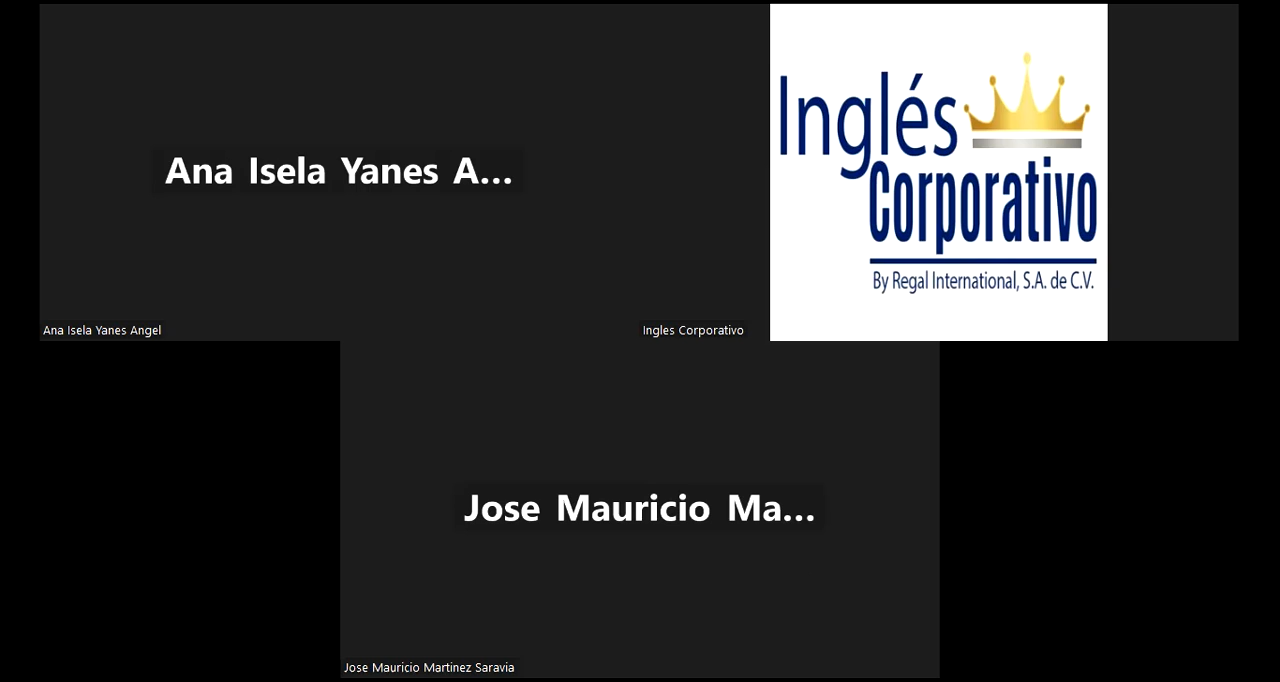 Ana Isela Yanes A...
Ana Isela Yanes Angel
Inglés
Corporativo
By Regal International, S.A. de C.V.
Ingles Corporativo
Jose Mauricio Ma...
Jose Mauricio Martinez Saravia